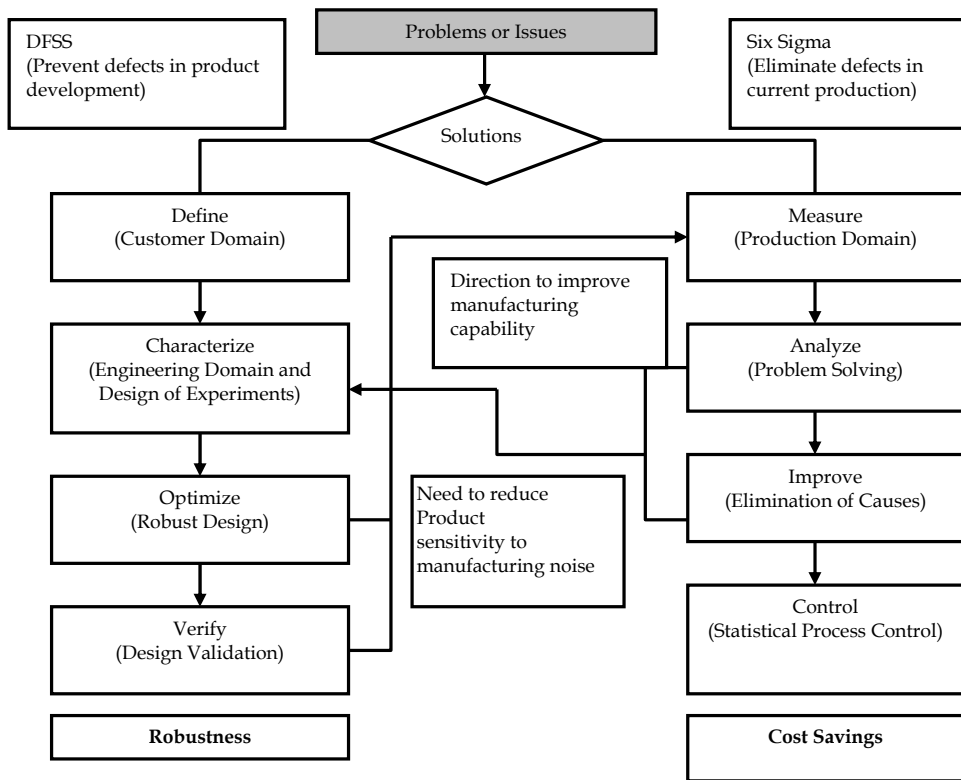 DFSS
(Prevent defects in product
development)
Problems or Issues
Six Sigma
(Eliminate defects in
current production)
Solutions
Define
(Customer Domain)
Measure
(Production Domain)
Direction to improve
manufacturing
capability
Characterize
(Engineering Domain and
Design of Experiments)
Analyze
(Problem Solving)
Optimize
(Robust Design)
Need to reduce
Product
sensitivity to
manufacturing noise
Improve
(Elimination of Causes)
Verify
(Design Validation)
Control
(Statistical Process Control)
Robustness
Cost Savings